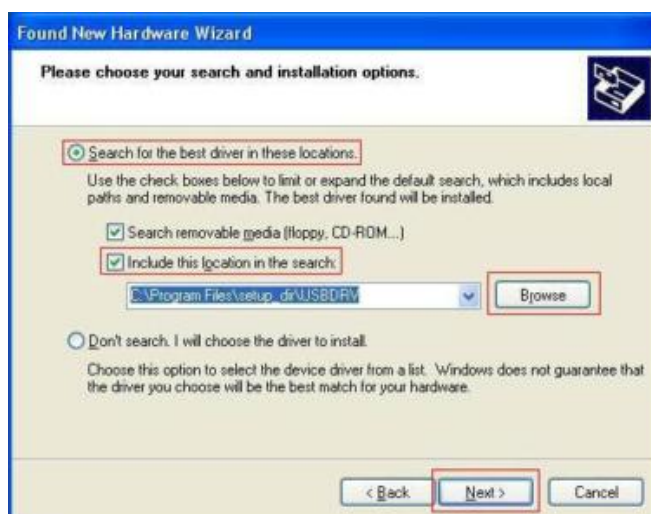 Found New Hardware Wizard
Please choose your search and installation options.
Search for the best driver in these locations.
Use the check boxes below to limit or expand the default search, which includes local
paths and removable media. The best driver found will be installed.
Search removable media (floppy, CD-ROM...)
Include this location in the search:
C:\Program Files\setup_dir\USBDRV
Browse
Don't search. I will choose the driver to install.
Choose this option to select the device driver from a list. Windows does not guarantee that
the driver you choose will be the best match for your hardware.
< Back
Next >
Cancel